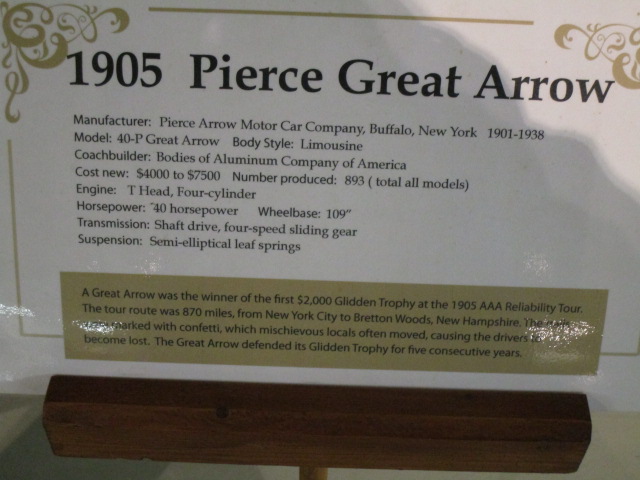 1905 Pierce Great Arrow
Manufacturer: Pierce Arrow Motor Car Company, Buffalo, New York 1901-1938
Model: 40-P Great Arrow Body Style: Limousine
Coachbuilder: Bodies of Aluminum Company of America
Cost new: $4000 to $7500 Number produced: 893 ( total all models)
Engine: T Head, Four-cylinder
Horsepower: ˜40 horsepower Wheelbase: 109"
Transmission: Shaft drive, four-speed sliding gear
Suspension: Semi-elliptical leaf springs
A Great Arrow was the winner of the first $2,000 Glidden Trophy at the 1905 AAA Reliability Tour.
The tour route was 870 miles, from New York City to Bretton Woods, New Hampshire. The
marked with confetti, which mischievous locals often moved, causing the drivers to
become lost. The Great Arrow defended its Glidden Trophy for five consecutive years.